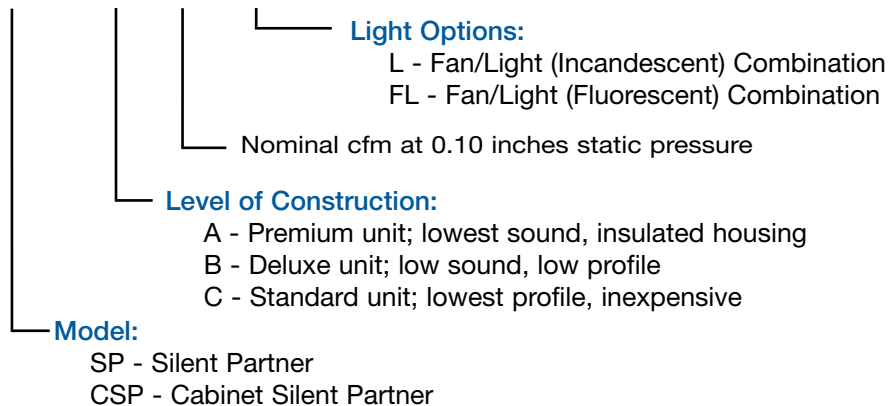 Light Options:
L - Fan/Light (Incandescent) Combination
FL - Fan/Light (Fluorescent) Combination
Nominal cfm at 0.10 inches static pressure
Level of Construction:
A - Premium unit; lowest sound, insulated housing
B - Deluxe unit; low sound, low profile
C - Standard unit; lowest profile, inexpensive
Model:
SP - Silent Partner
CSP - Cabinet Silent Partner